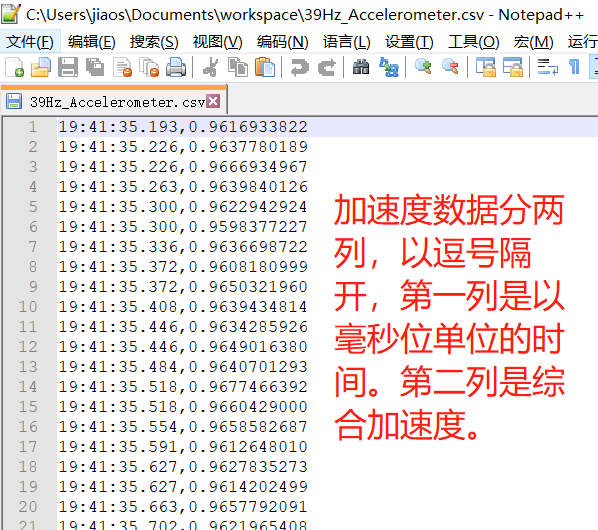 C:\Users\jiaos\Documents\workspace\39Hz_Accelerometer.csv - Notepad++
文件(F) 编辑(E) 搜索(S) 视图(V) 编码(N) 语言(L) 设置(T) 工具(O) 宏(M) 运行
39Hz_Accelerometer.csv
1 19:41:35.193,0.9616933822
2 19:41:35.226,0.9637780189
3 19:41:35.226,0.9666934967
4 19:41:35.263,0.9639840126
5 19:41:35.300,0.9622942924
6 19:41:35.300,0.9598377227
7 19:41:35.336,0.9636698722
8 19:41:35.372,0.9608180999
9 19:41:35.372,0.9650321960
10 19:41:35.408,0.9639434814
11 19:41:35.446,0.9634285926
12 19:41:35.446,0.9649016380
13 19:41:35.484,0.9640701293
14 19:41:35.518,0.9677466392
15 19:41:35.518,0.9660429000
16 19:41:35.554,0.9658582687
17 19:41:35.591,0.9612648010
18 19:41:35.627,0.9627835273
19 19:41:35.627,0.9614202499
20 19:41:35.663,0.9657792091
21 19:41:35.702,0.9621965408
加速度数据分两
列，以逗号隔
开，第一列是以
毫秒位单位的时
间。第二列是综
合加速度。